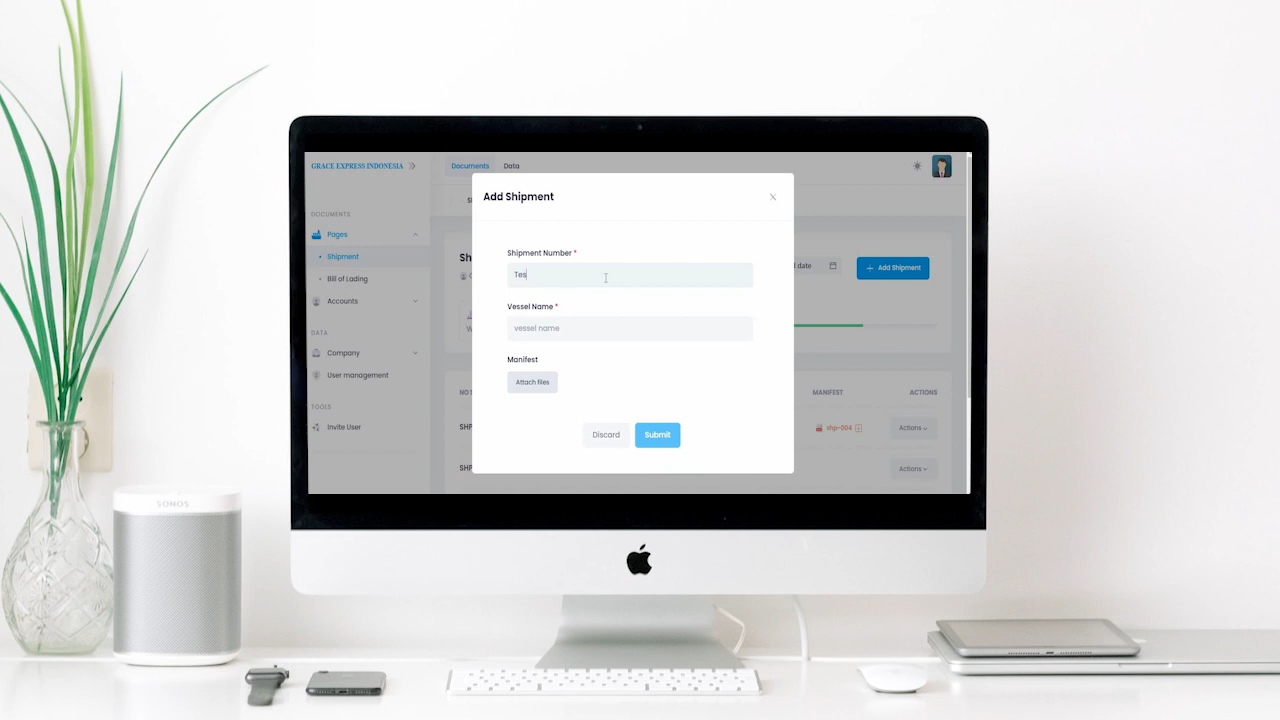 GRACE EXPRESS INDONESIA
Documents
Data
DOCUMENTS
Pages
Shipment
Bill of Lading
Accounts
DATA
Company
User management
TOOLS
Invite User
Add Shipment
Shipment Number *
Tes
Vessel Name *
vessel name
Manifest
Attach files
Discard
Submit
date
Add Shipment
MANIFEST
ACTIONS
shp-004
Actions
Actions
SONOS